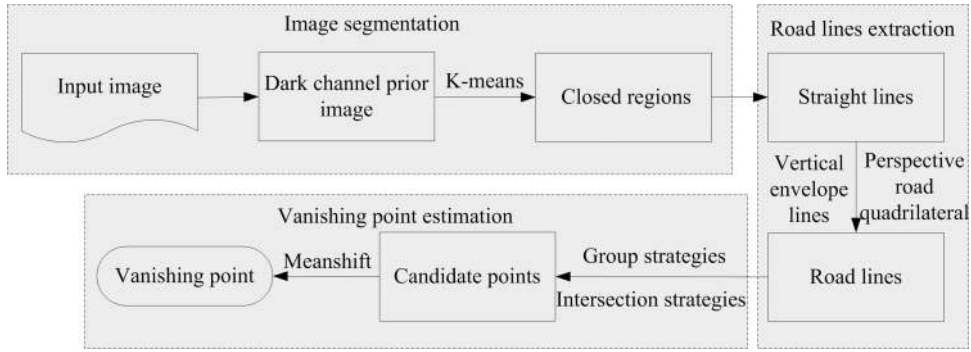 Image segmentation
Input image
Dark channel prior
image
K-means
Closed regions
Road lines extraction
Straight lines
Vertical
envelope
lines
Perspective
road
quadrilateral
Road lines
Vanishing point estimation
Group strategies
Intersection strategies
Candidate points
Meanshift
Vanishing point